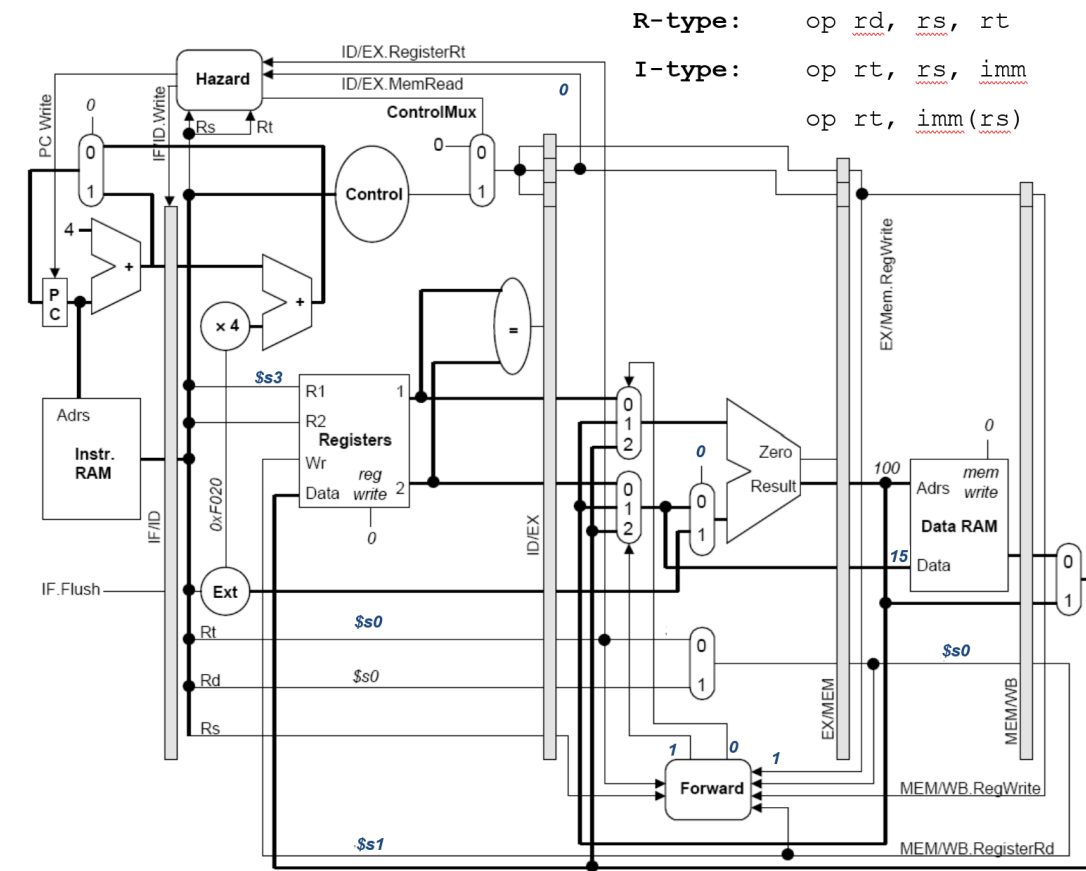 R-type: op rd, rs, rt
I-type: op rt, rs, imm
op rt, imm(rs)
ID/EX.RegisterRt
Hazard
ID/EX.MemRead
0
ControlMux
PC Write
IF/ID.Write
0
Rs
Rt
0
1
0
0
1
Control
4
+
+
PC
× 4
=
EX/Mem.RegWrite
$s3
Adrs
Instr.
RAM
R1
1
R2
Registers
Wr
reg
write
2
Data
0
0xF020
IF/ID
ID/EX
0
1
2
0
1
2
0
0
1
Zero
Result
100
0
Adrs
mem
write
Data RAM
15
Data
0
1
IF.Flush
Ext
Rt
$s0
0
1
$s0
Rd
$s0
Rs
EX/MEM
MEM/WB
1
0
1
Forward
MEM/WB.RegWrite
$s1
MEM/WB.RegisterRd